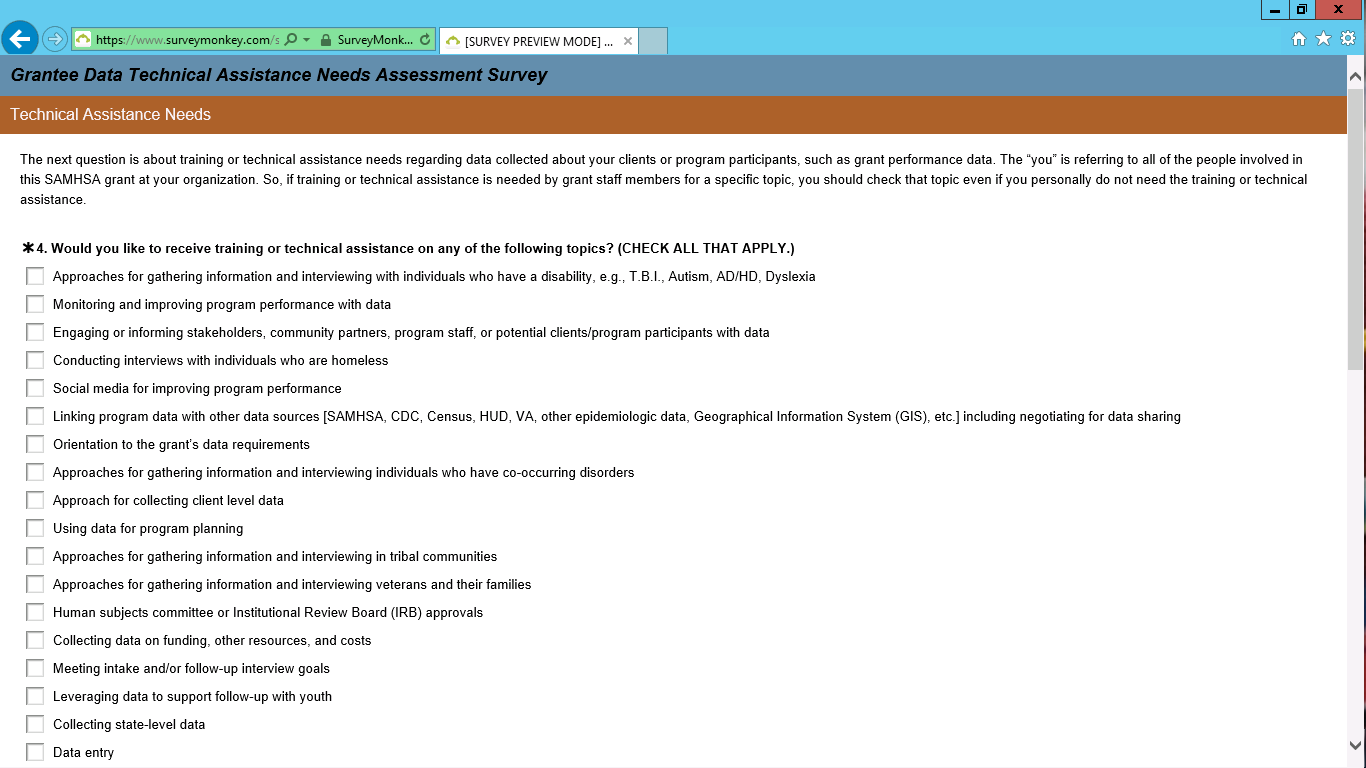 https://www.surveymonkey.com/s
SurveyMonk...
[SURVEY PREVIEW MODE] ...
Grantee Data Technical Assistance Needs Assessment Survey
Technical Assistance Needs
The next question is about training or technical assistance needs regarding data collected about your clients or program participants, such as grant performance data. The “you” is referring to all of the people involved in
this SAMHSA grant at your organization. So, if training or technical assistance is needed by grant staff members for a specific topic, you should check that topic even if you personally do not need the training or technical
assistance.
*4. Would you like to receive training or technical assistance on any of the following topics? (CHECK ALL THAT APPLY.)
Approaches for gathering information and interviewing with individuals who have a disability, e.g., T.B.I., Autism, AD/HD, Dyslexia
Monitoring and improving program performance with data
Engaging or informing stakeholders, community partners, program staff, or potential clients/program participants with data
Conducting interviews with individuals who are homeless
Social media for improving program performance
Linking program data with other data sources [SAMHSA, CDC, Census, HUD, VA, other epidemiologic data, Geographical Information System (GIS), etc.] including negotiating for data sharing
Orientation to the grant’s data requirements
Approaches for gathering information and interviewing individuals who have co-occurring disorders
Approach for collecting client level data
Using data for program planning
Approaches for gathering information and interviewing in tribal communities
Approaches for gathering information and interviewing veterans and their families
Human subjects committee or Institutional Review Board (IRB) approvals
Collecting data on funding, other resources, and costs
Meeting intake and/or follow-up interview goals
Leveraging data to support follow-up with youth
Collecting state-level data
Data entry